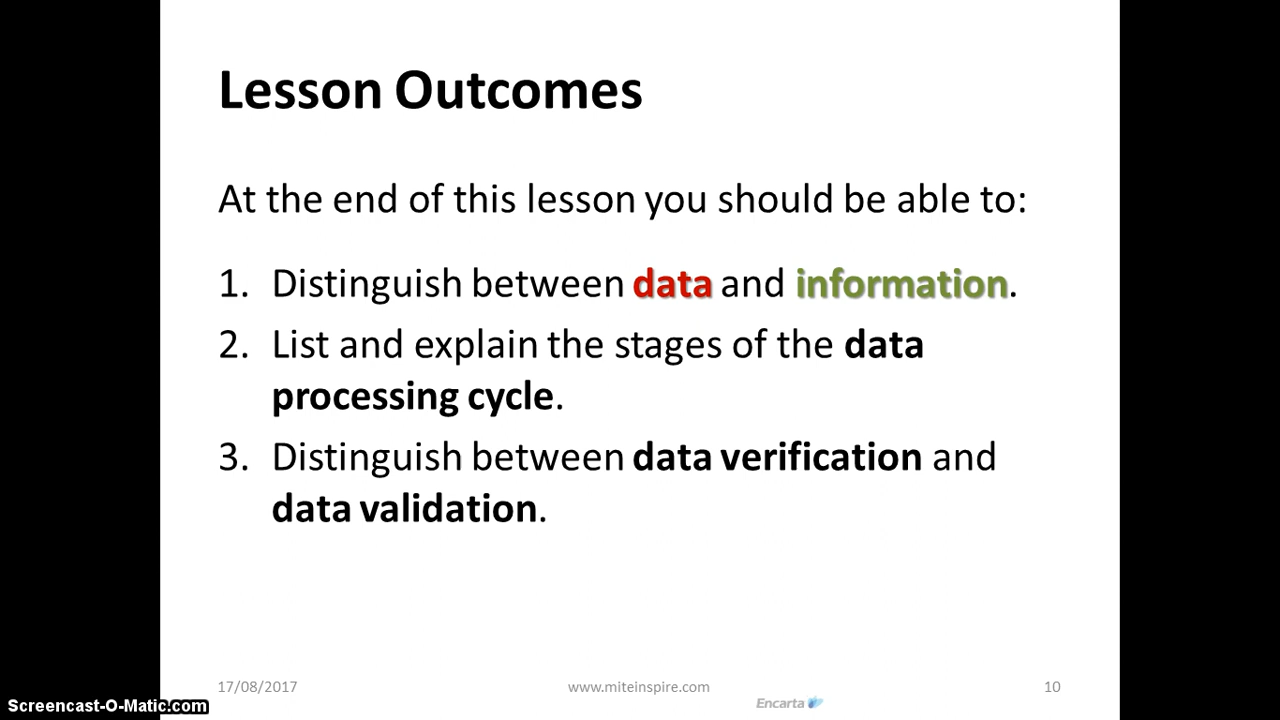 Lesson Outcomes
At the end of this lesson you should be able to:
1. Distinguish between data and information.
2. List and explain the stages of the data
processing cycle.
3. Distinguish between data verification and
data validation.
17/08/2017
www.miteinspire.com
10
Encarta
Screencast-O-Matic.com